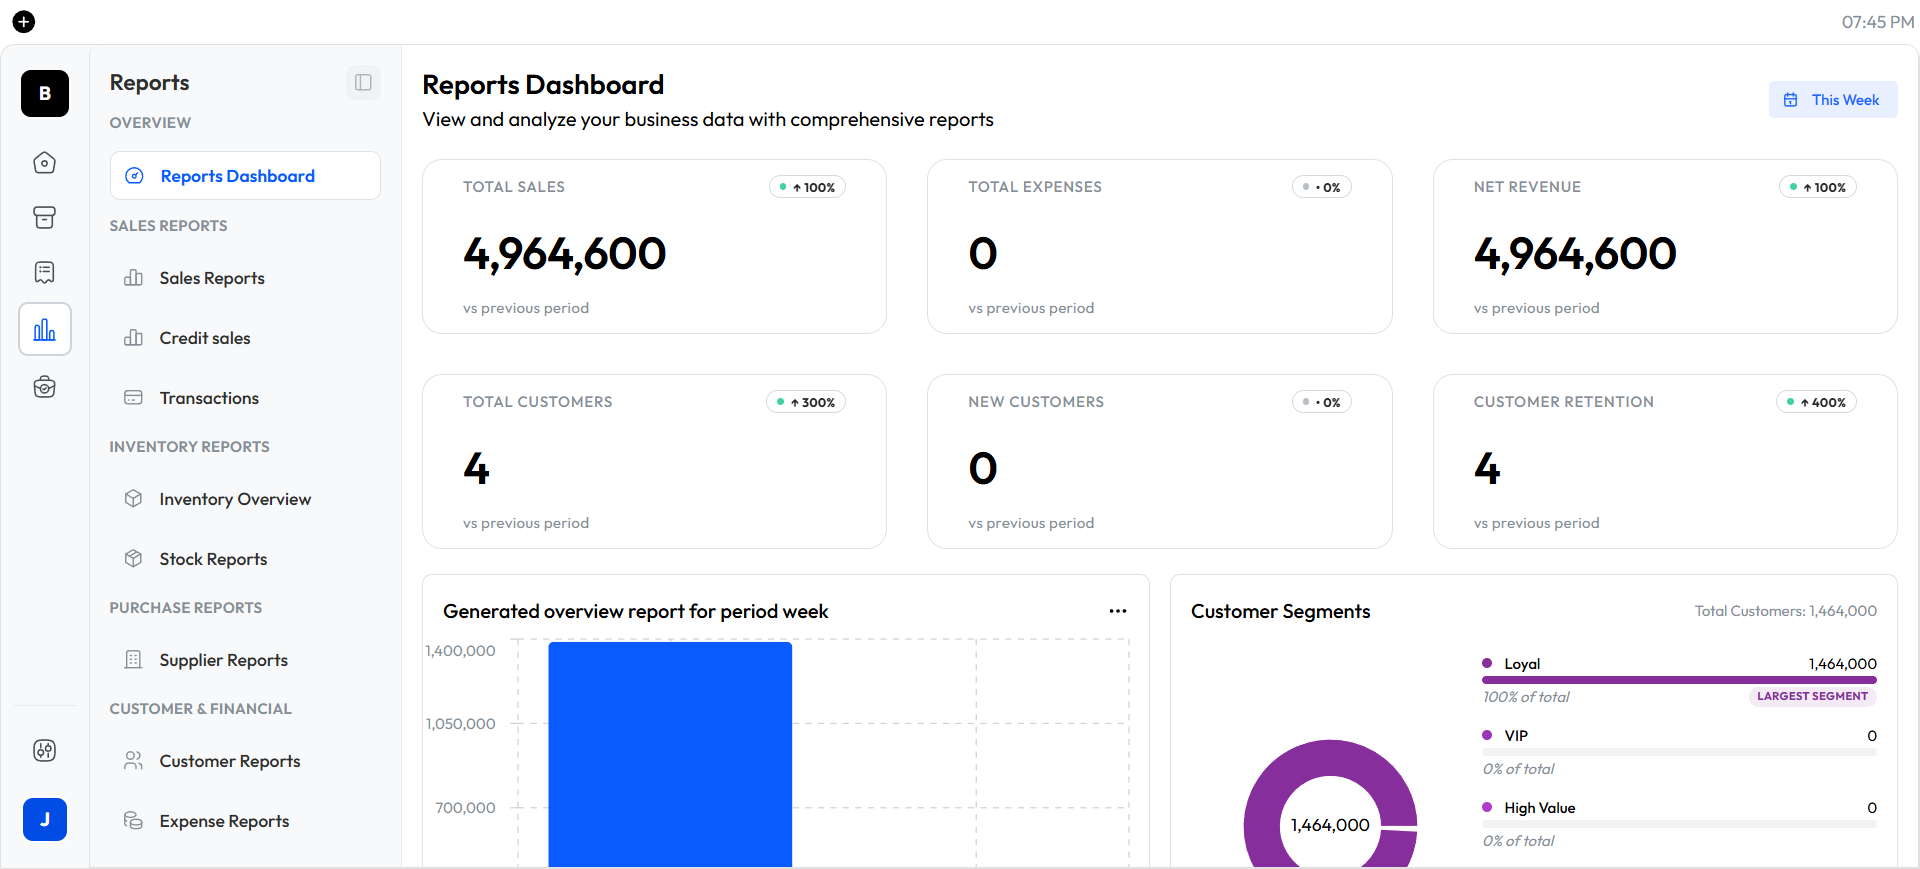 07:45 PM
B
J
Reports
OVERVIEW
Reports Dashboard
SALES REPORTS
Sales Reports
Credit sales
Transactions
INVENTORY REPORTS
Inventory Overview
Stock Reports
PURCHASE REPORTS
Supplier Reports
CUSTOMER & FINANCIAL
Customer Reports
Expense Reports
Reports Dashboard
View and analyze your business data with comprehensive reports
This Week
TOTAL SALES
↑ 100%
4,964,600
vs previous period
TOTAL EXPENSES
• 0%
0
vs previous period
NET REVENUE
↑ 100%
4,964,600
vs previous period
TOTAL CUSTOMERS
↑ 300%
4
vs previous period
NEW CUSTOMERS
• 0%
0
vs previous period
CUSTOMER RETENTION
↑ 400%
4
vs previous period
Generated overview report for period week
1,400,000
1,050,000
700,000
Customer Segments
Total Customers: 1,464,000
1,464,000
Loyal 1,464,000
100% of total LARGEST SEGMENT
VIP 0
0% of total
High Value 0
0% of total